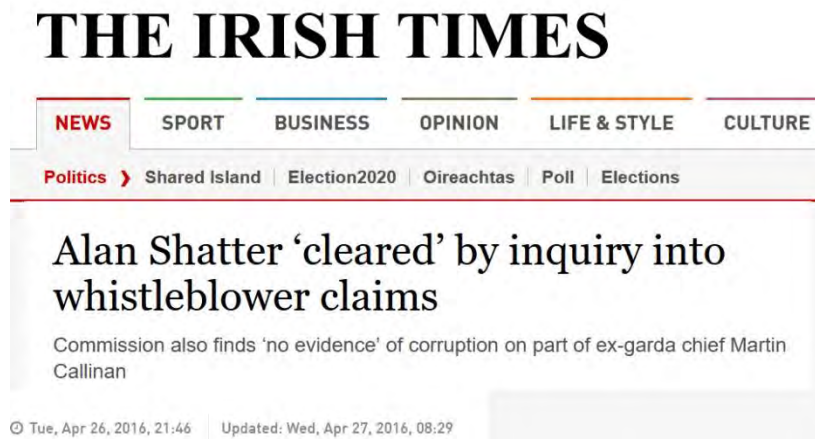 THE IRISH TIMES
NEWS SPORT BUSINESS OPINION LIFE & STYLE CULTURE
Politics ❯ Shared Island Election2020 Oireachtas Poll Elections
Alan Shatter ‘cleared’ by inquiry into
whistleblower claims
Commission also finds ‘no evidence’ of corruption on part of ex-garda chief Martin
Callinan
Tue, Apr 26, 2016, 21:46 Updated: Wed, Apr 27, 2016, 08:29